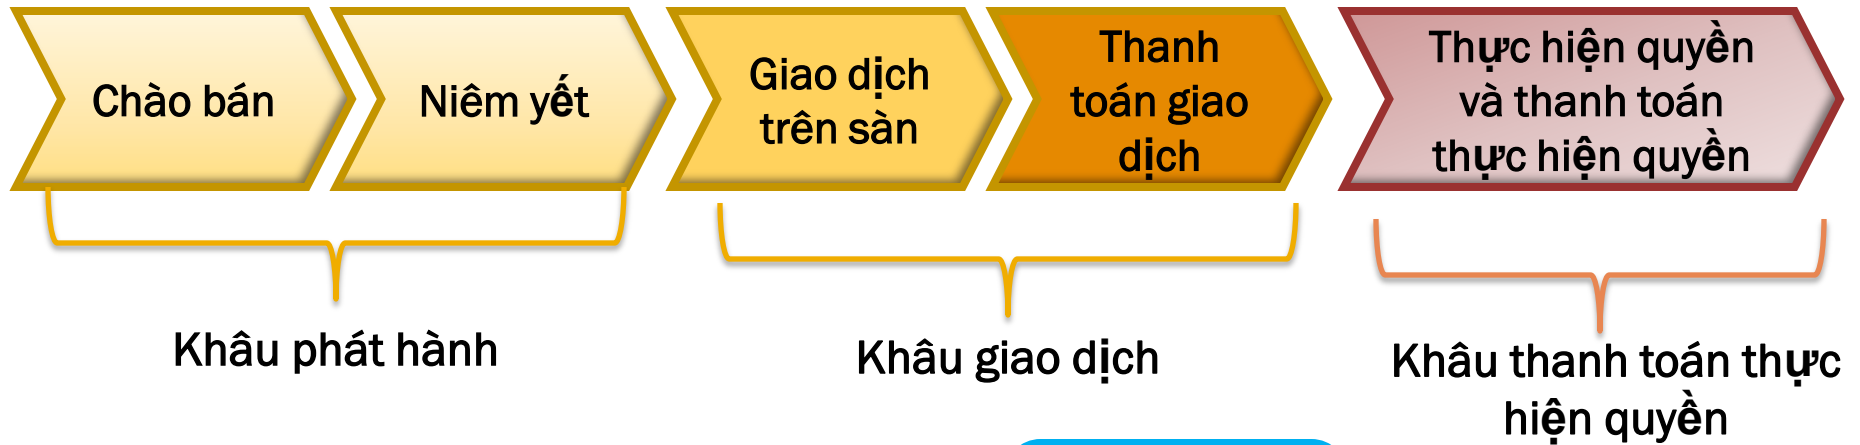 Chào bán
Niêm yết
Giao dịch
trên sàn
Thanh
toán giao
dịch
Thực hiện quyền
và thanh toán
thực hiện quyền
Khâu phát hành
Khâu giao dịch
Khâu thanh toán thực
hiện quyền